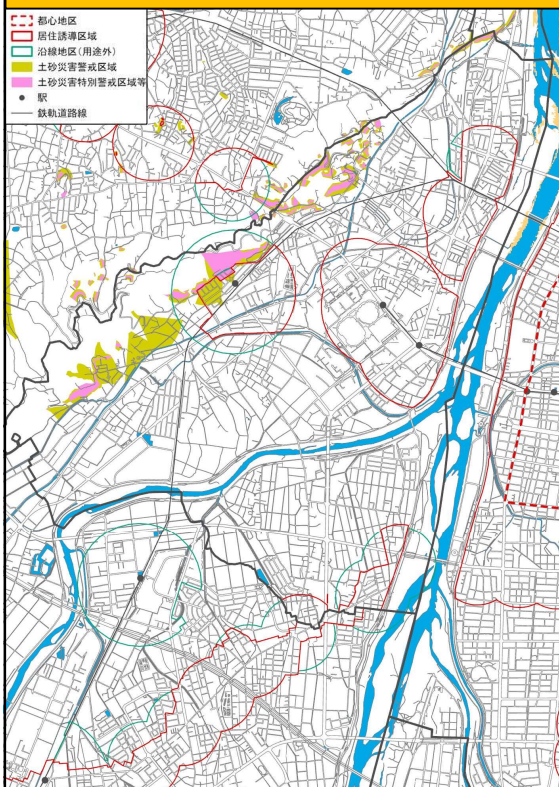 都心地区
居住誘導区域
沿線地区(用途外)
土砂災害警戒区域
土砂災害特別警戒区域等
駅
鉄軌道路線